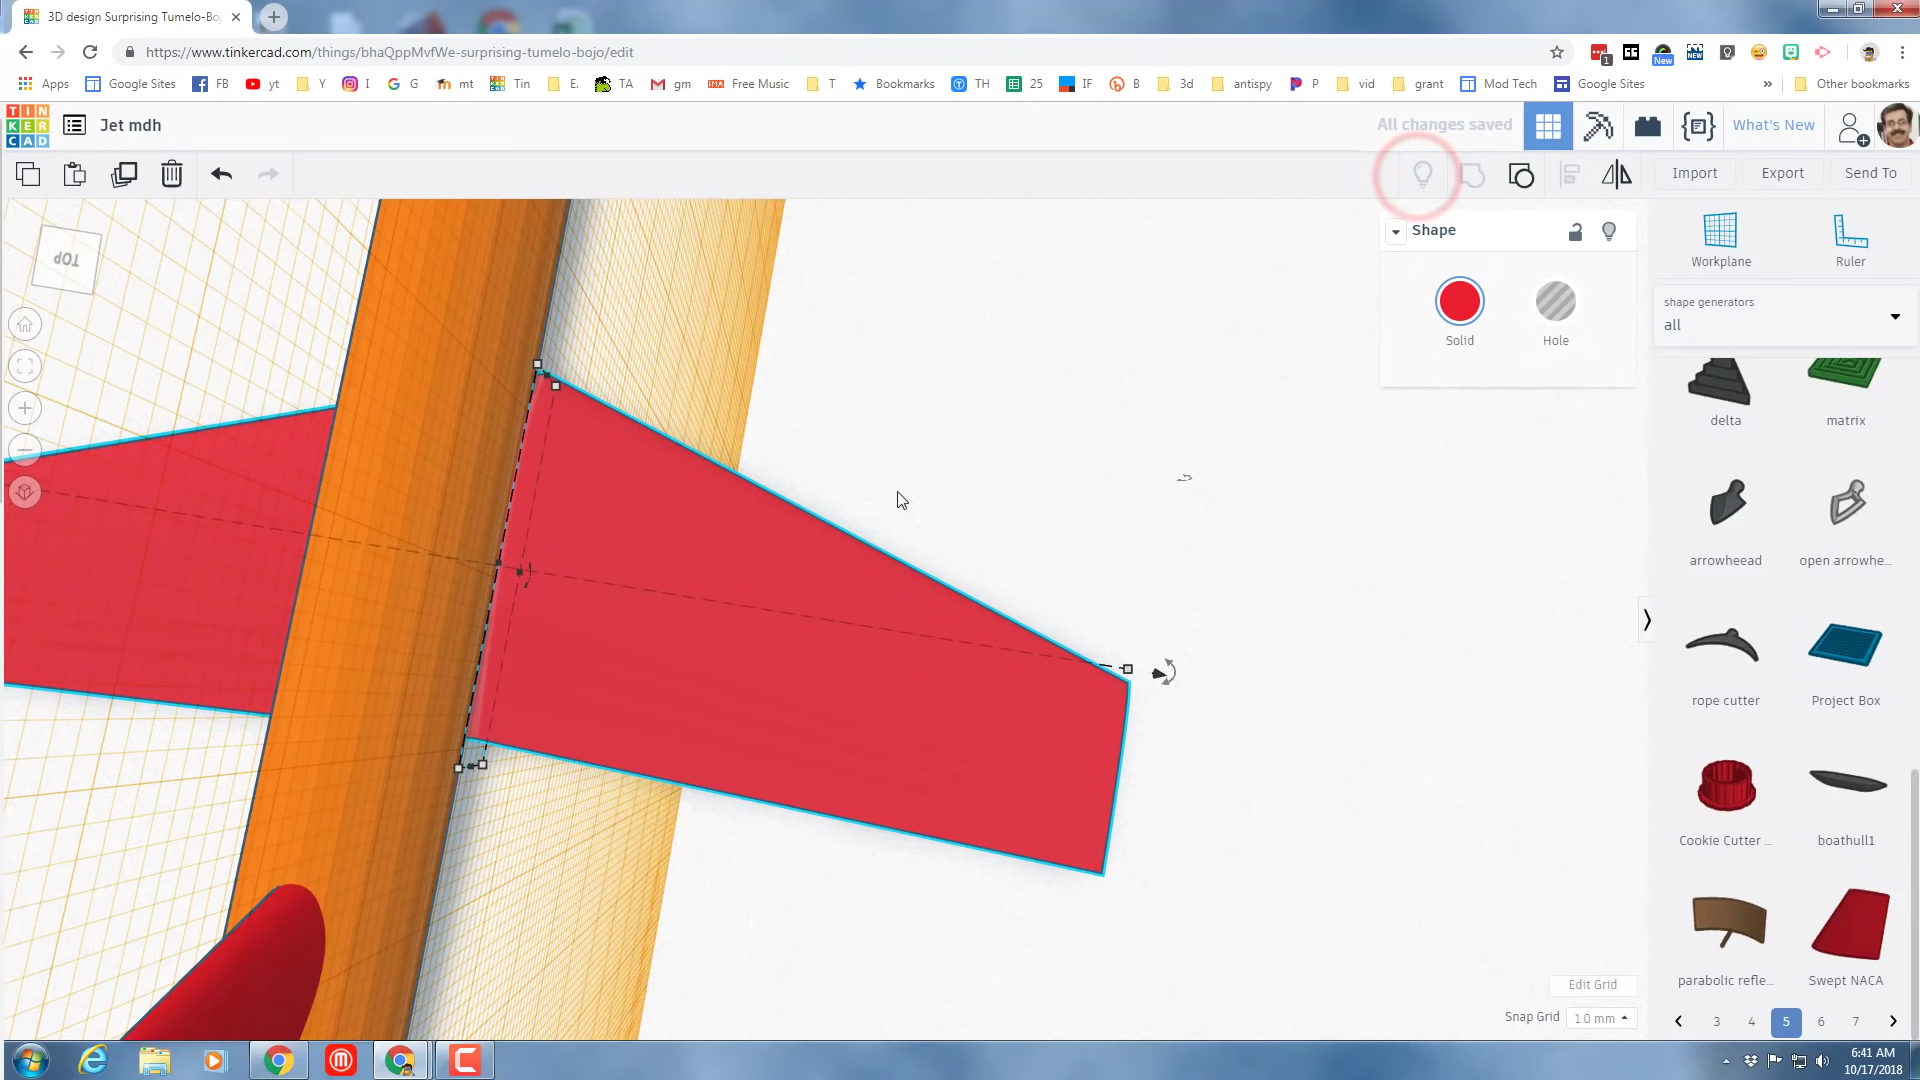 3D design Surprising Tumelo-Bo
https://www.tinkercad.com/things/bhaQppMvfWe-surprising-tumelo-bojo/edit
1
New
NEW
Apps Google Sites FB yt Y I G mt Tin E. TA gm Free Music T Bookmarks TH 25 IF B 3d antispy P vid grant Mod Tech Google Sites » Other bookmarks
TIN
KER
CAD
Jet mdh
All changes saved
What's New
Import
Export
Send To
TOP
Shape
Solid
Hole
Workplane
Ruler
shape generators
all
delta
matrix
arrowheead
open arrowhe...
rope cutter
Project Box
Cookie Cutter ...
boathull1
parabolic refle...
Swept NACA
Edit Grid
Snap Grid
1.0 mm
3 4 5 6 7
6:41 AM
10/17/2018